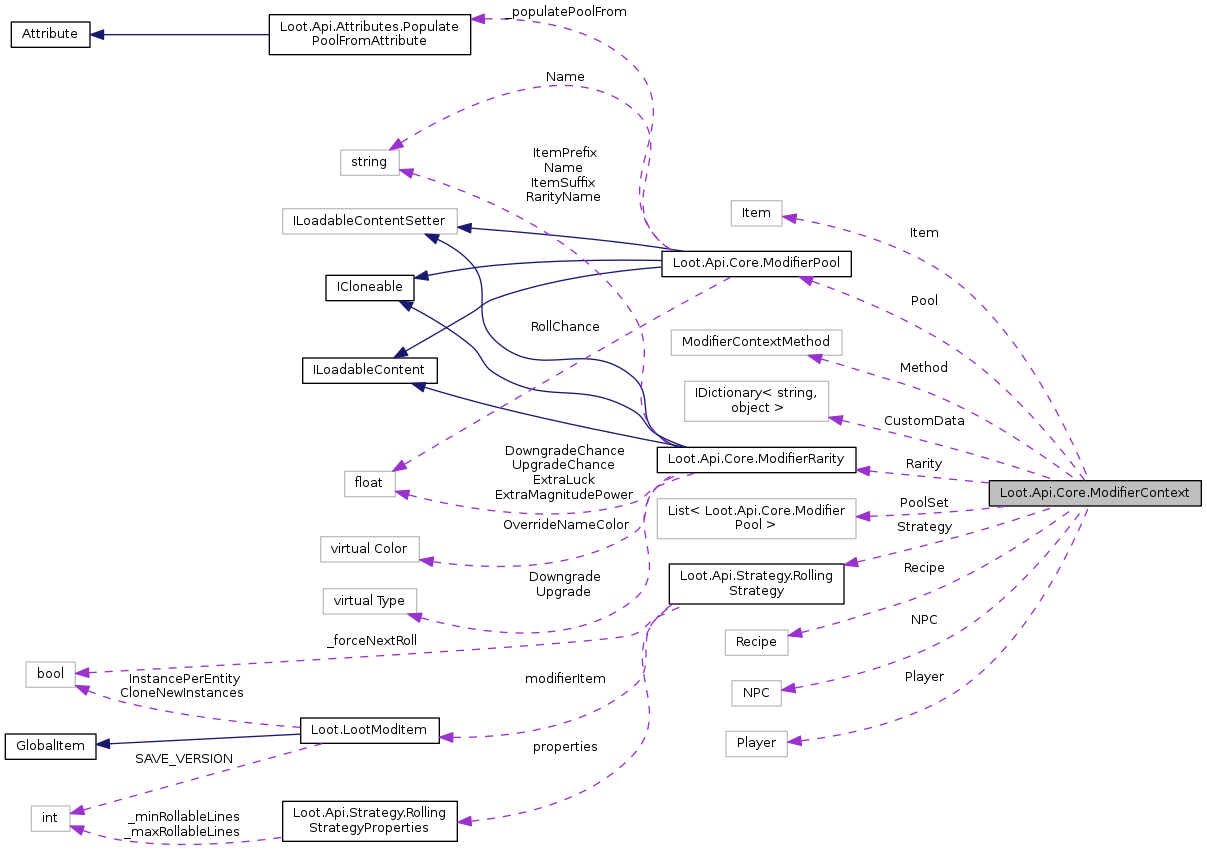 _populatePoolFrom
Loot.Api.Attributes.Populate
PoolFromAttribute
Attribute
Name
string
ItemPrefix
Name
ItemSuffix
RarityName
ILoadableContentSetter
Item
Item
Loot.Api.Core.ModifierPool
ICloneable
Pool
RollChance
ModifierContextMethod
Method
ILoadableContent
IDictionary< string,
object >
CustomData
Loot.Api.Core.ModifierRarity
Rarity
DowngradeChance
UpgradeChance
ExtraLuck
ExtraMagnitudePower
float
Loot.Api.Core.ModifierContext
PoolSet
List< Loot.Api.Core.Modifier
Pool >
Strategy
OverrideNameColor
virtual Color
Recipe
Loot.Api.Strategy.Rolling
Strategy
Downgrade
Upgrade
virtual Type
NPC
_forceNextRoll
Recipe
bool
InstancePerEntity
CloneNewInstances
modifierItem
Player
NPC
Loot.LootModItem
GlobalItem
properties
Player
SAVE_VERSION
int
_minRollableLines
_maxRollableLines
Loot.Api.Strategy.Rolling
StrategyProperties